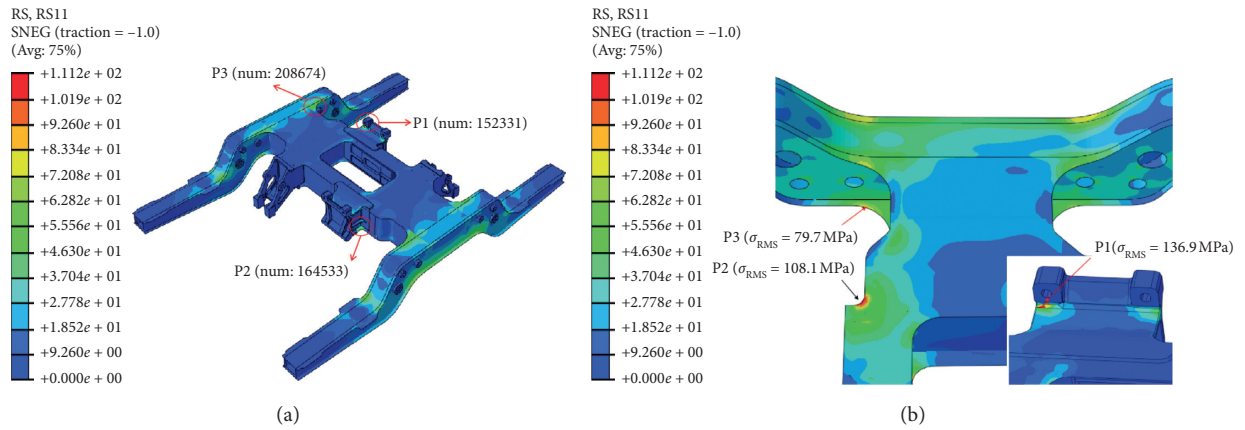 RS, RS11
SNEG (traction = –1.0)
(Avg: 75%)
+1.112e + 02
+1.019e + 02
+9.260e + 01
+8.334e + 01
+7.208e + 01
+6.282e + 01
+5.556e + 01
+4.630e + 01
+3.704e + 01
+2.778e + 01
+1.852e + 01
+9.260e + 00
+0.000e + 00
P3 (num: 208674)
P1 (num: 152331)
P2 (num: 164533)
(a)
RS, RS11
SNEG (traction = –1.0)
(Avg: 75%)
+1.112e + 02
+1.019e + 02
+9.260e + 01
+8.334e + 01
+7.208e + 01
+6.282e + 01
+5.556e + 01
+4.630e + 01
+3.704e + 01
+2.778e + 01
+1.852e + 01
+9.260e + 00
+0.000e + 00
P3 (σRMS = 79.7 MPa)
P2 (σRMS = 108.1 MPa)
P1(σRMS = 136.9 MPa)
(b)